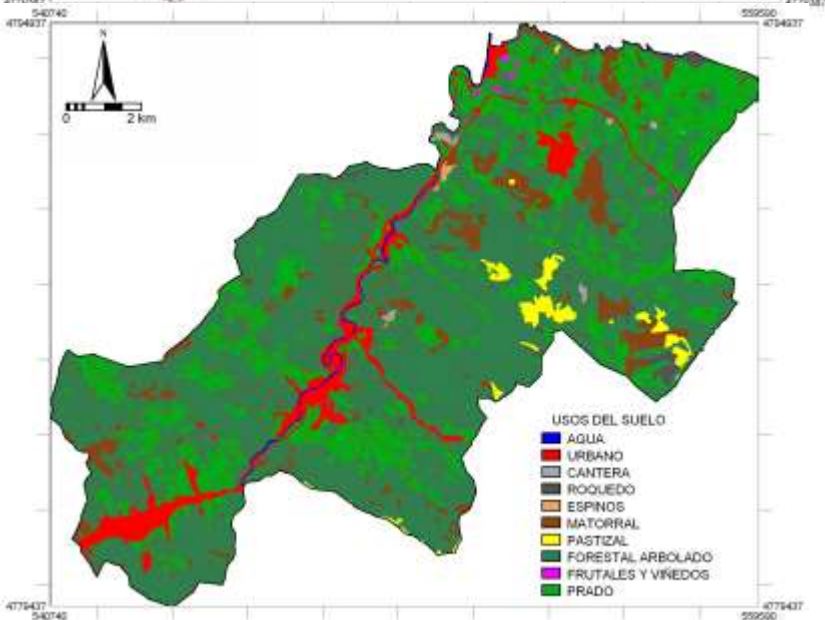 540740
559590
4794937
4794937
N
0 2 km
USOS DEL SUELO
AGUA
URBANO
CANTERA
ROQUEDO
ESPINOS
MATORRAL
PASTIZAL
FORESTAL ARBOLADO
FRUTALES Y VIÑEDOS
PRADO
4779437
4779437
540740
559590